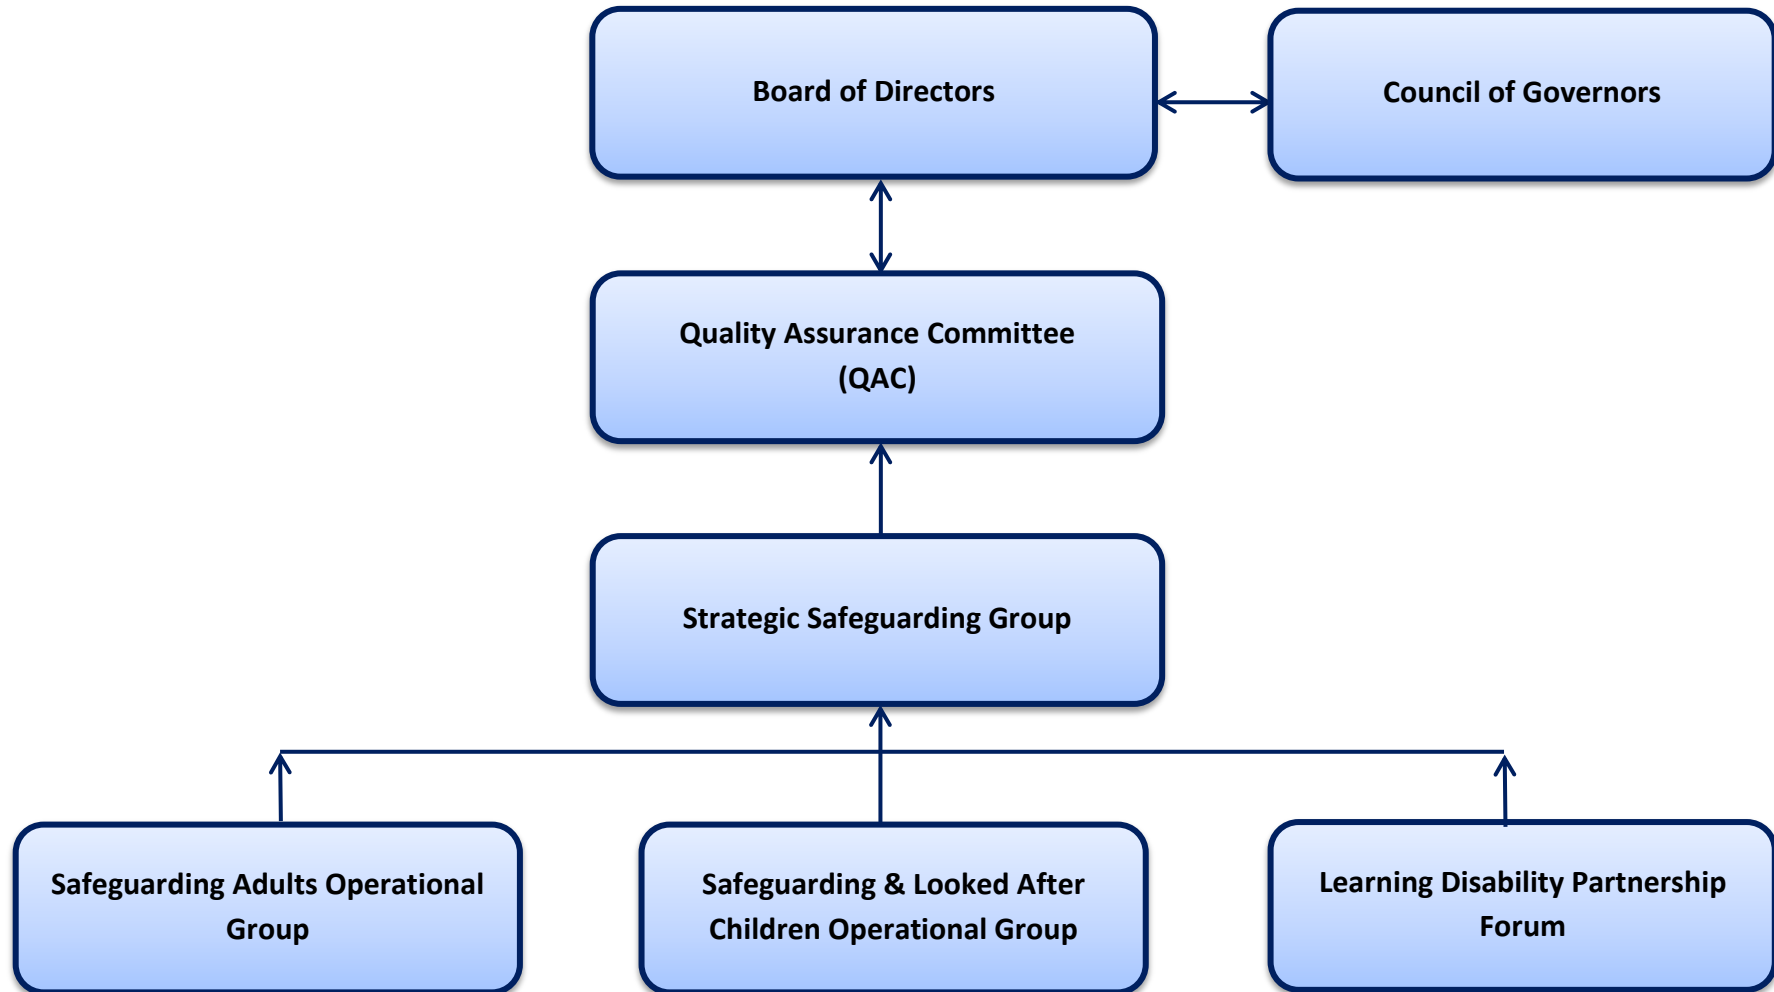 Board of Directors
Council of Governors
Quality Assurance Committee
(QAC)
Strategic Safeguarding Group
Safeguarding Adults Operational
Group
Safeguarding & Looked After
Children Operational Group
Learning Disability Partnership
Forum